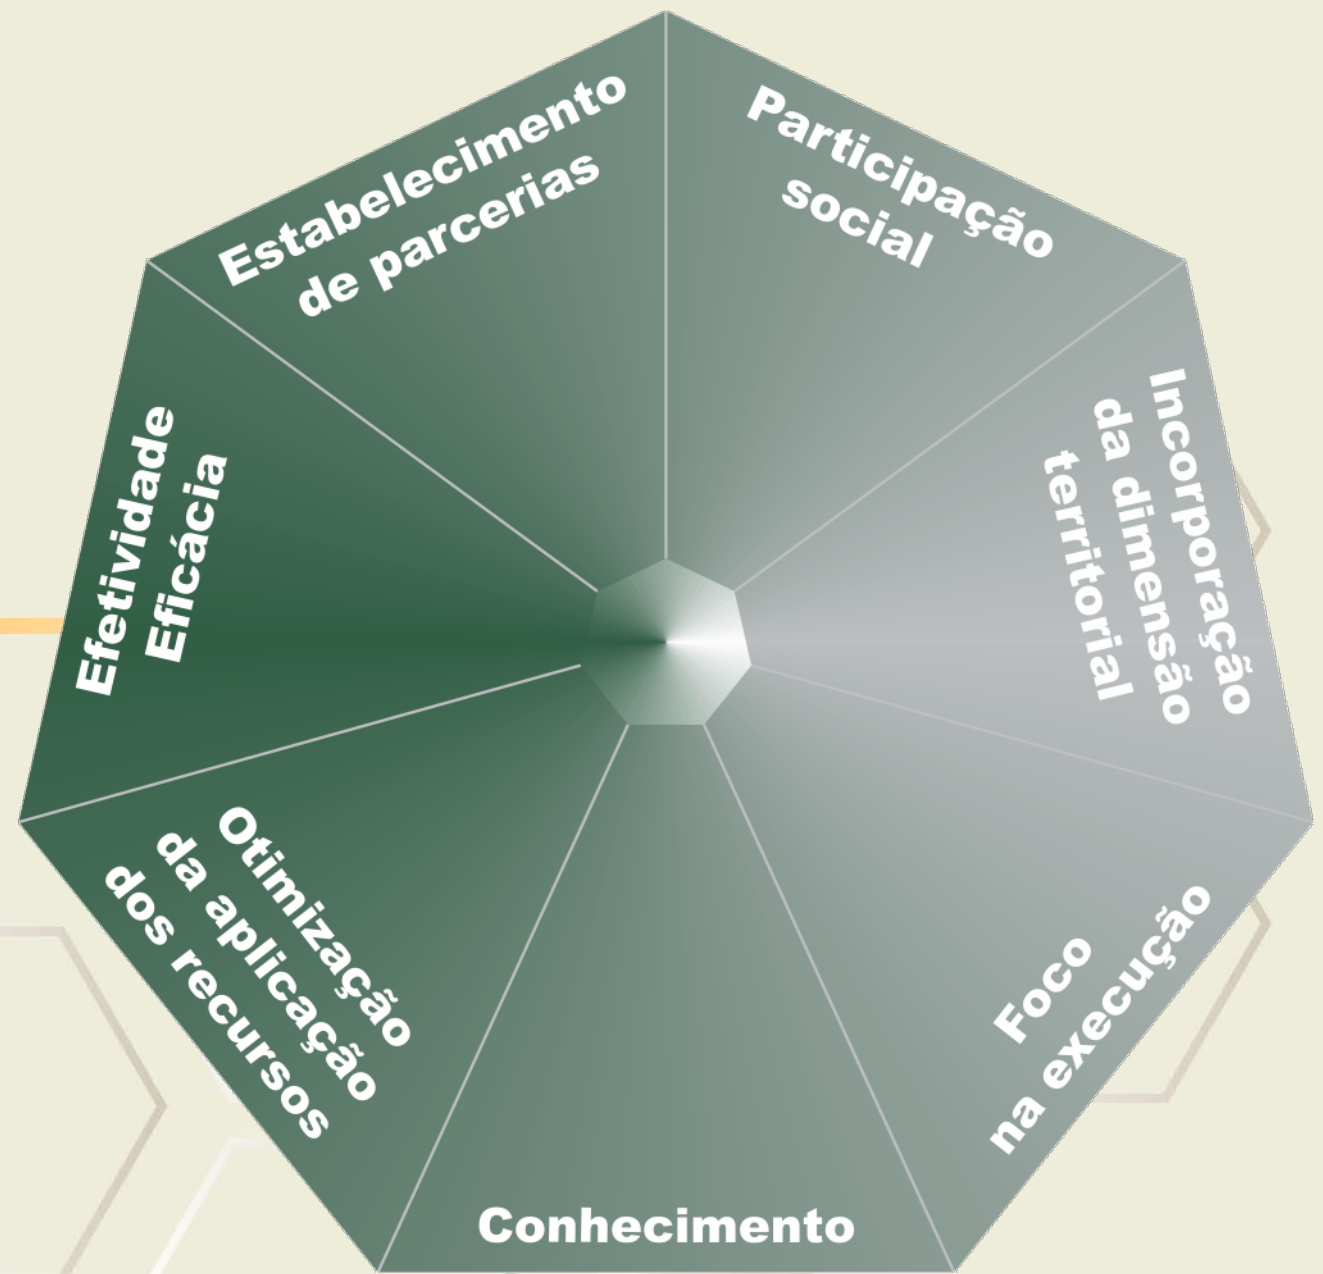 Participação
social
Incorporação
da dimensão
territorial
Foco
na execução
Conhecimento
Otimização
da aplicação
dos recursos
Efetividade
Eficácia
Estabelecimento
de parcerias